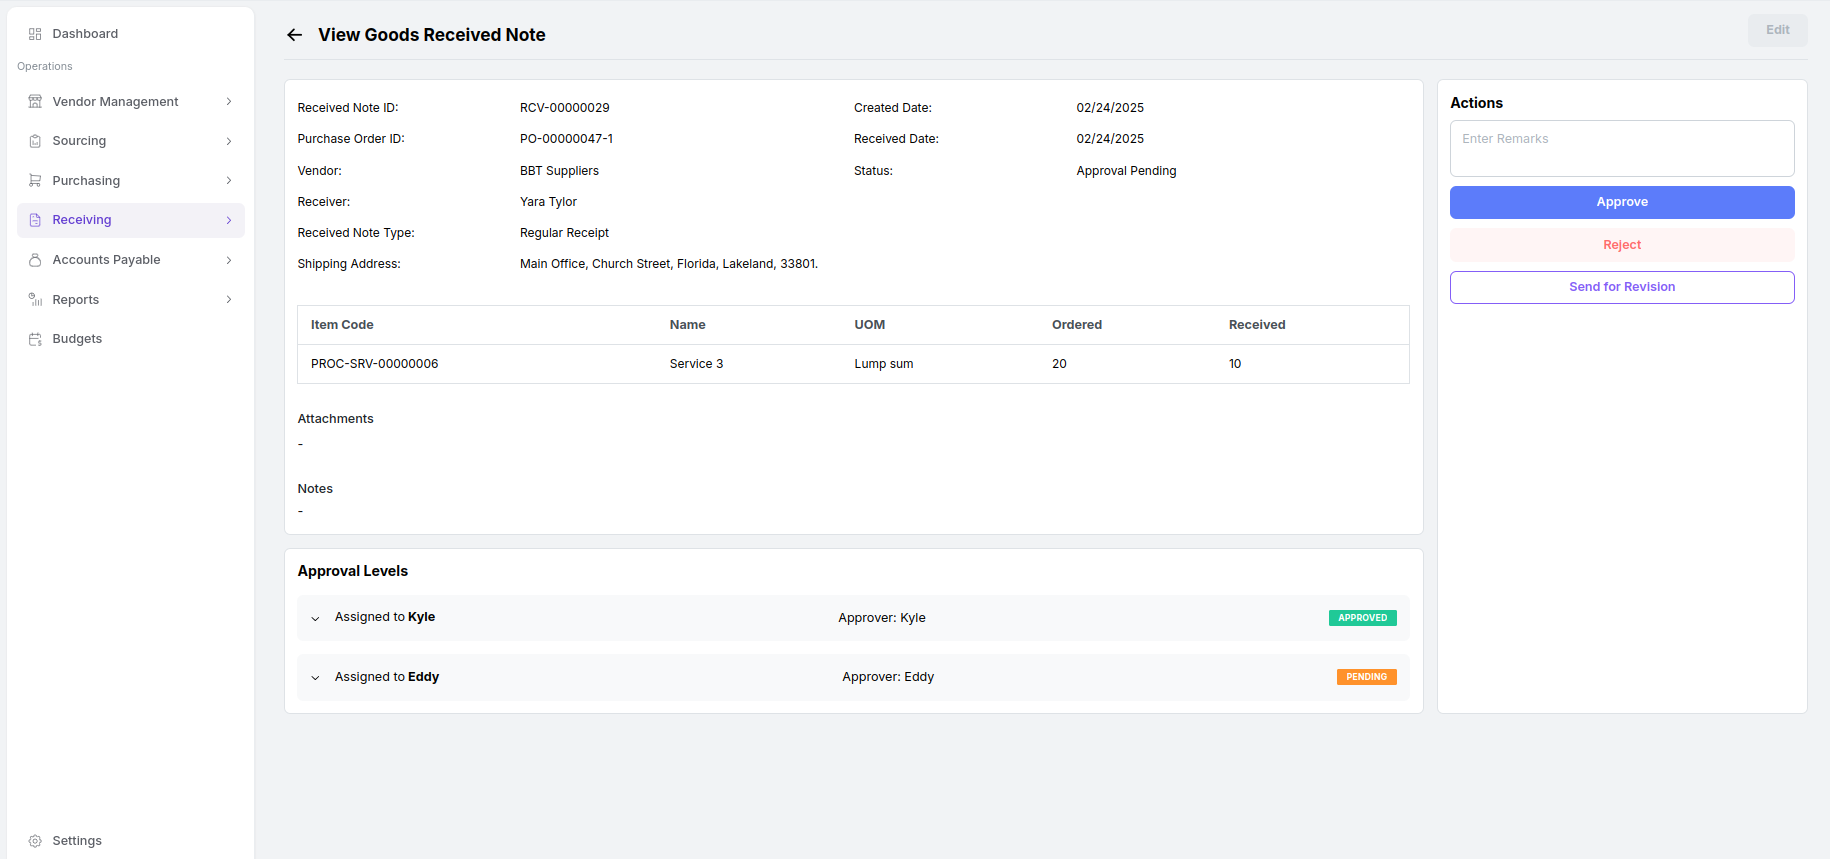 Dashboard
Operations
Vendor Management
Sourcing
Purchasing
Receiving
Accounts Payable
Reports
Budgets
Settings
View Goods Received Note
Edit
Received Note ID: RCV-00000029 Created Date: 02/24/2025
Purchase Order ID: PO-00000047-1 Received Date: 02/24/2025
Vendor: BBT Suppliers Status: Approval Pending
Receiver: Yara Tylor
Received Note Type: Regular Receipt
Shipping Address: Main Office, Church Street, Florida, Lakeland, 33801.
Item Code Name UOM Ordered Received
PROC-SRV-00000006 Service 3 Lump sum 20 10
Attachments
-
Notes
-
Approval Levels
Assigned to Kyle Approver: Kyle APPROVED
Assigned to Eddy Approver: Eddy PENDING
Actions
Enter Remarks
Approve
Reject
Send for Revision